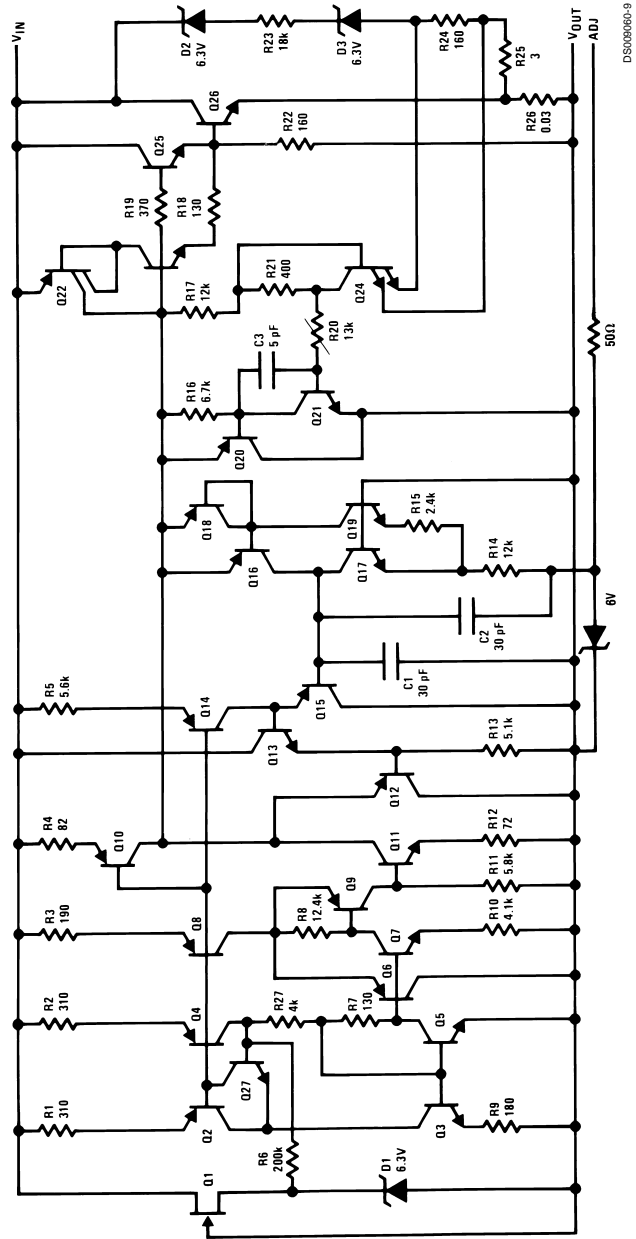 VIN
R1
310
R2
310
R3
190
R4
82
R5
5.6k
Q1
Q2
Q4
Q8
Q10
Q14
Q27
R6
200k
R27
4k
R7
130
R8
12.4k
Q9
Q6
Q7
Q13
Q15
Q12
Q11
D1
6.3V
Q3
R9
180
Q5
R10
4.1k
R11
5.8k
R12
72
R13
5.1k
C1
30 pF
C2
30 pF
Q16
Q18
Q17
Q19
R15
2.4k
R14
12k
Q20
R16
6.7k
C3
5 pF
Q21
R20
13k
Q22
R17
12k
R21
400
Q24
R19
370
R18
130
Q25
Q26
R22
160
D2
6.3V
R23
18k
D3
6.3V
R24
160
R25
3
R26
0.03
VOUT
ADJ
6V
50Ω
DS009060-9